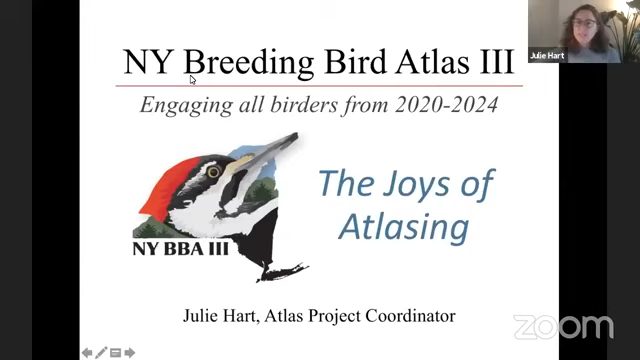 NY Breeding Bird Atlas III
Julie Hart
Engaging all birders from 2020-2024
The Joys of
Atlasing
NY BBA III
Julie Hart, Atlas Project Coordinator
zoom